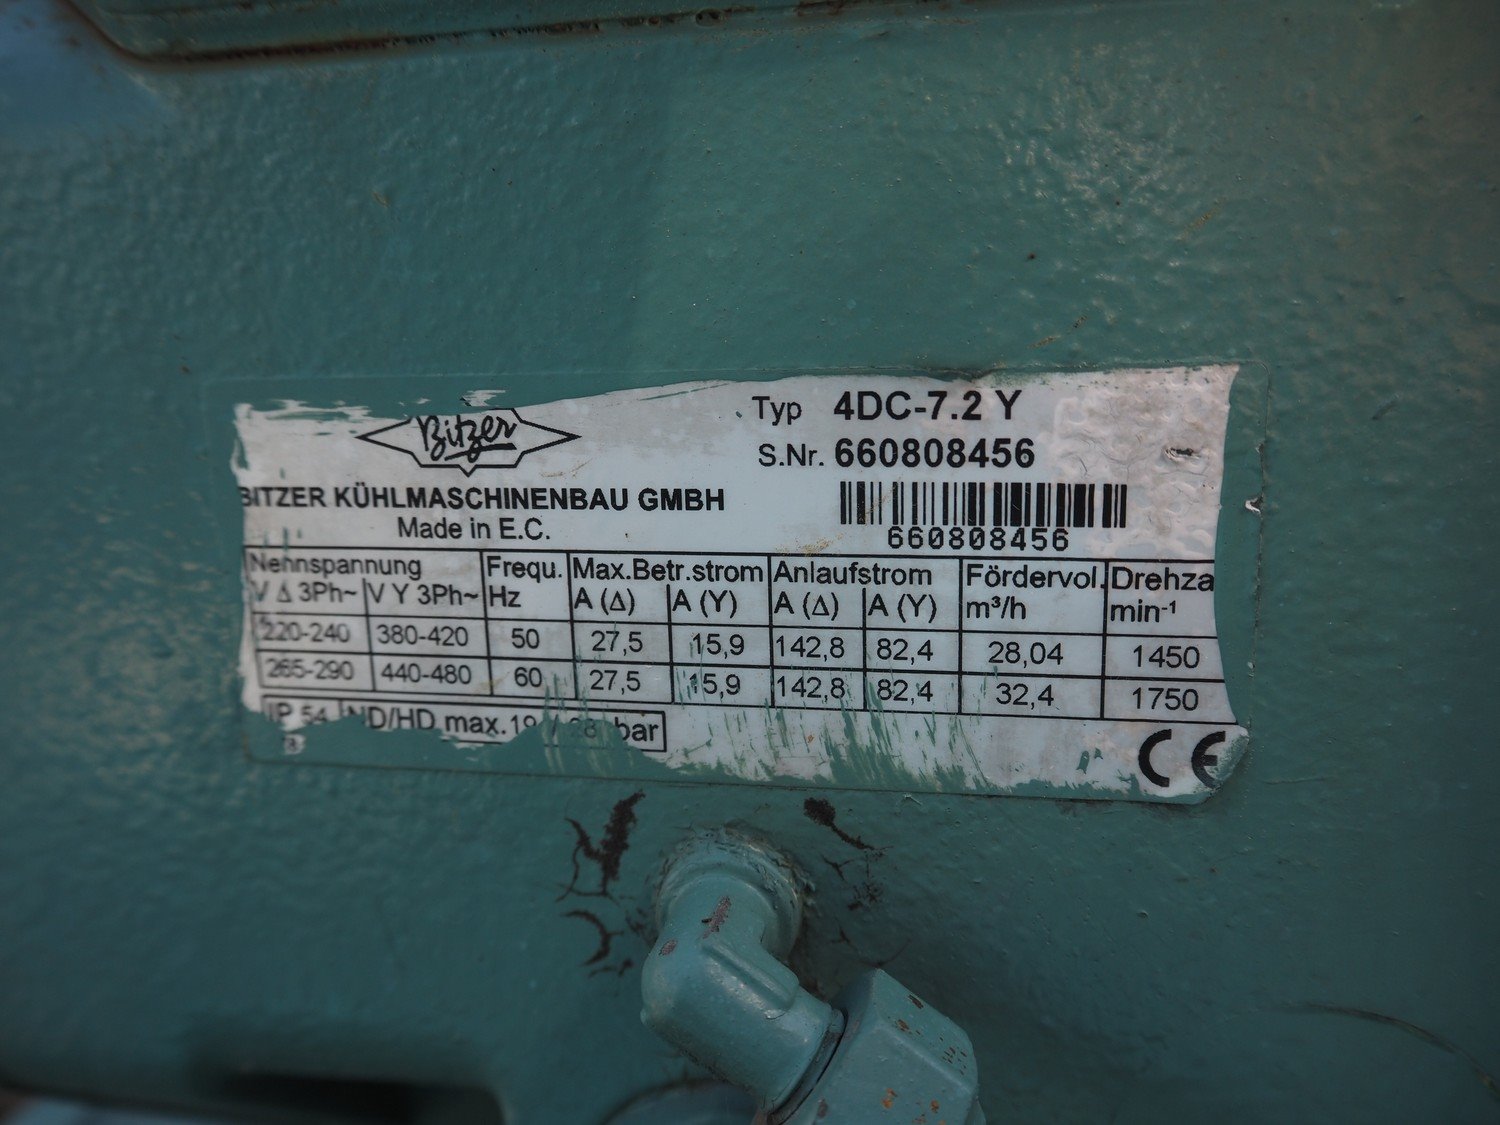 Bitzer
Typ 4DC-7.2 Y
S.Nr. 660808456
BITZER KÜHLMASCHINENBAU GMBH
Made in E.C.
660808456
Nennspannung Frequ. Max.Betr.strom Anlaufstrom Fördervol. Drehza
V Δ 3Ph~ V Y 3Ph~ Hz A (Δ) A (Y) A (Δ) A (Y) m³/h min-¹
220-240 380-420 50 27,5 15,9 142,8 82,4 28,04 1450
265-290 440-480 60 27,5 15,9 142,8 82,4 32,4 1750
IP 54 ND/HD max. bar
CE